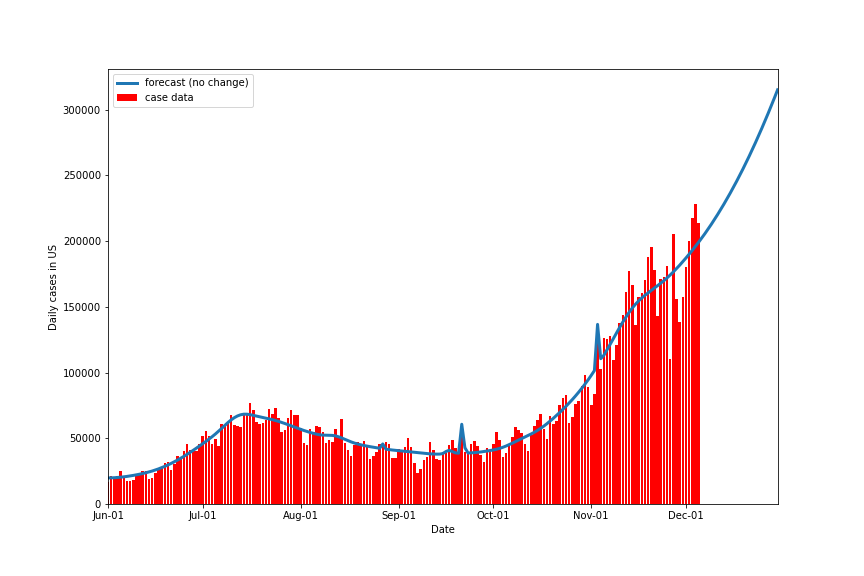 forecast (no change)
case data
300000
250000
200000
150000
100000
50000
0
Daily cases in US
Jun-01 Jul-01 Aug-01 Sep-01 Oct-01 Nov-01 Dec-01
Date